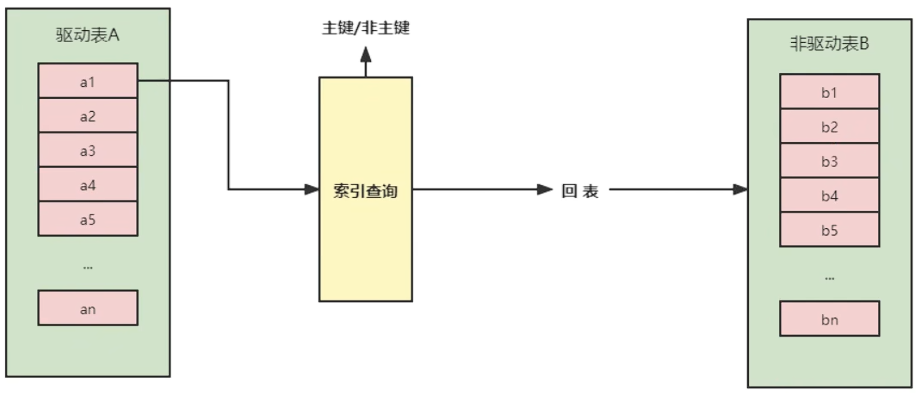 驱动表A
a1
a2
a3
a4
a5
...
an
主键/非主键
索引查询
回 表
非驱动表B
b1
b2
b3
b4
b5
...
bn